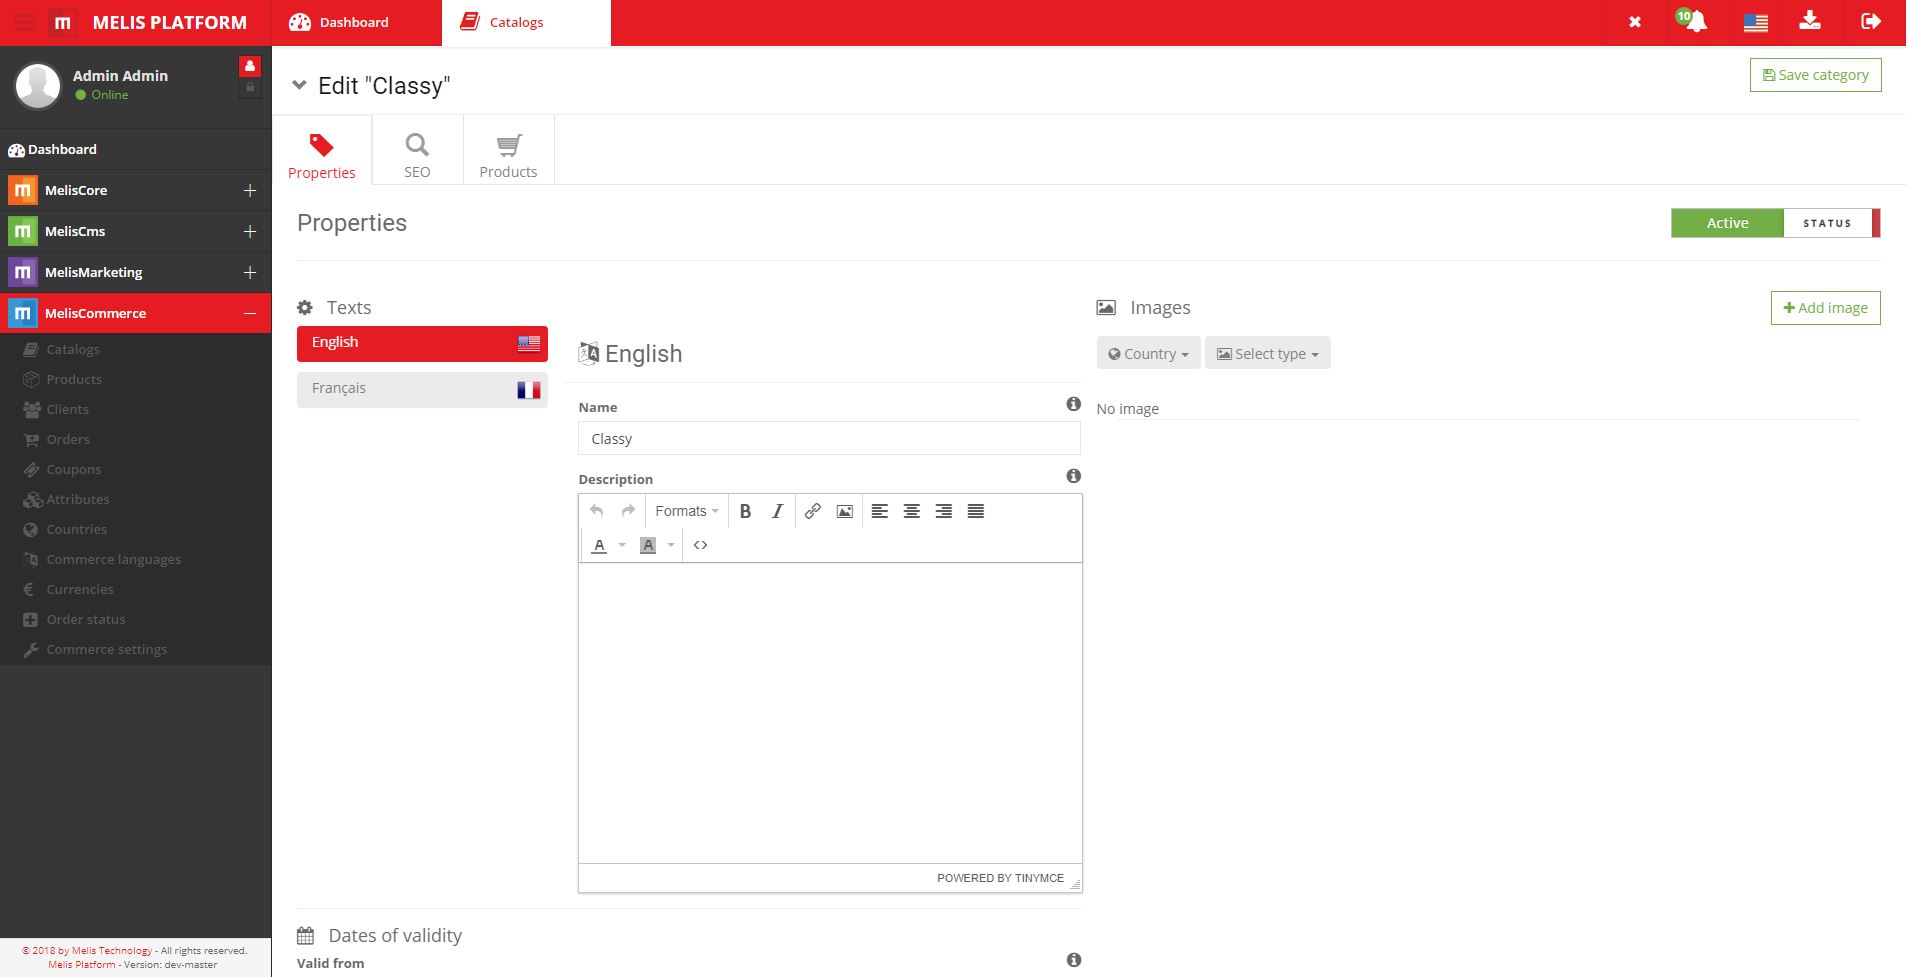 m MELIS PLATFORM
Dashboard
Catalogs
10
Admin Admin
Online
Dashboard
m MelisCore
m MelisCms
m MelisMarketing
m MelisCommerce
Catalogs
Products
Clients
Orders
Coupons
Attributes
Countries
Commerce languages
€ Currencies
Order status
Commerce settings
© 2018 by Melis Technology - All rights reserved.
Melis Platform - Version: dev-master
Edit "Classy"
Save category
Properties
SEO
Products
Properties
Active
STATUS
Texts
English
Français
English
Name
Classy
Description
Formats B I
A A <>
POWERED BY TINYMCE
Dates of validity
Valid from
Images
+ Add image
Country
Select type
No image